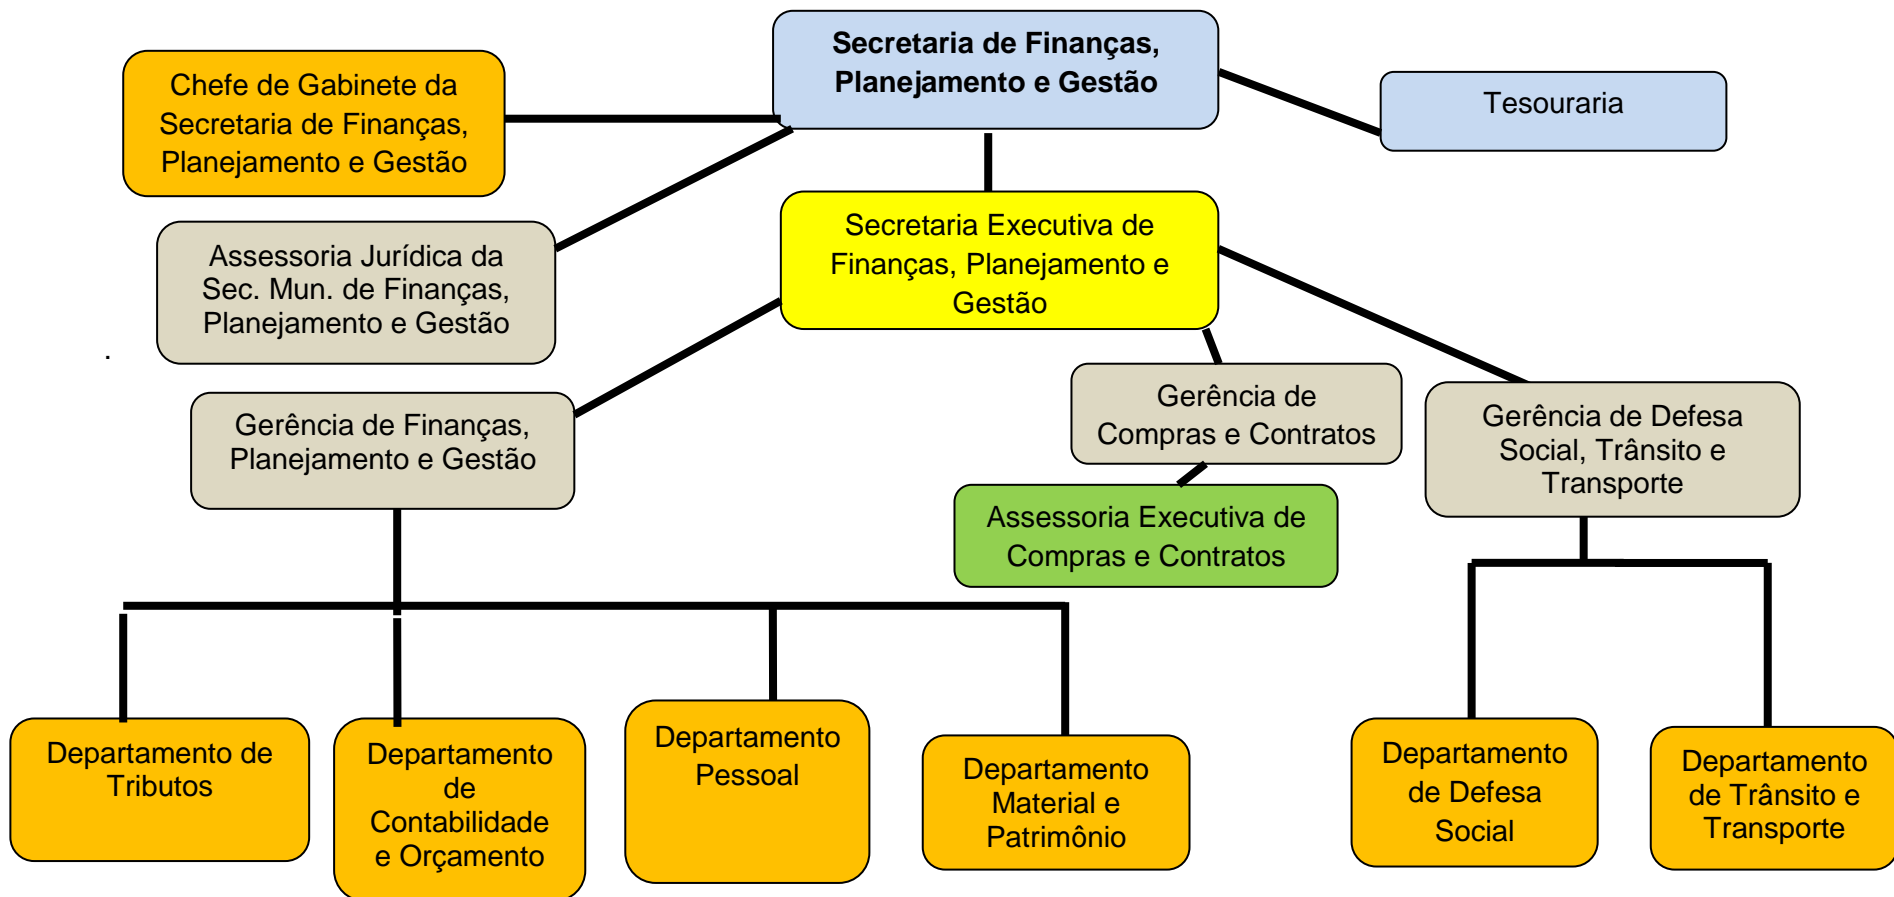 Secretaria de Finanças,
Planejamento e Gestão
Chefe de Gabinete da
Secretaria de Finanças,
Planejamento e Gestão
Tesouraria
Assessoria Jurídica da
Sec. Mun. de Finanças,
Planejamento e Gestão
Secretaria Executiva de
Finanças, Planejamento e
Gestão
.
Gerência de Finanças,
Planejamento e Gestão
Gerência de
Compras e Contratos
Gerência de Defesa
Social, Trânsito e
Transporte
Assessoria Executiva de
Compras e Contratos
Departamento de
Tributos
Departamento
de
Contabilidade
e Orçamento
Departamento
Pessoal
Departamento
Material e
Patrimônio
Departamento
de Defesa
Social
Departamento
de Trânsito e
Transporte